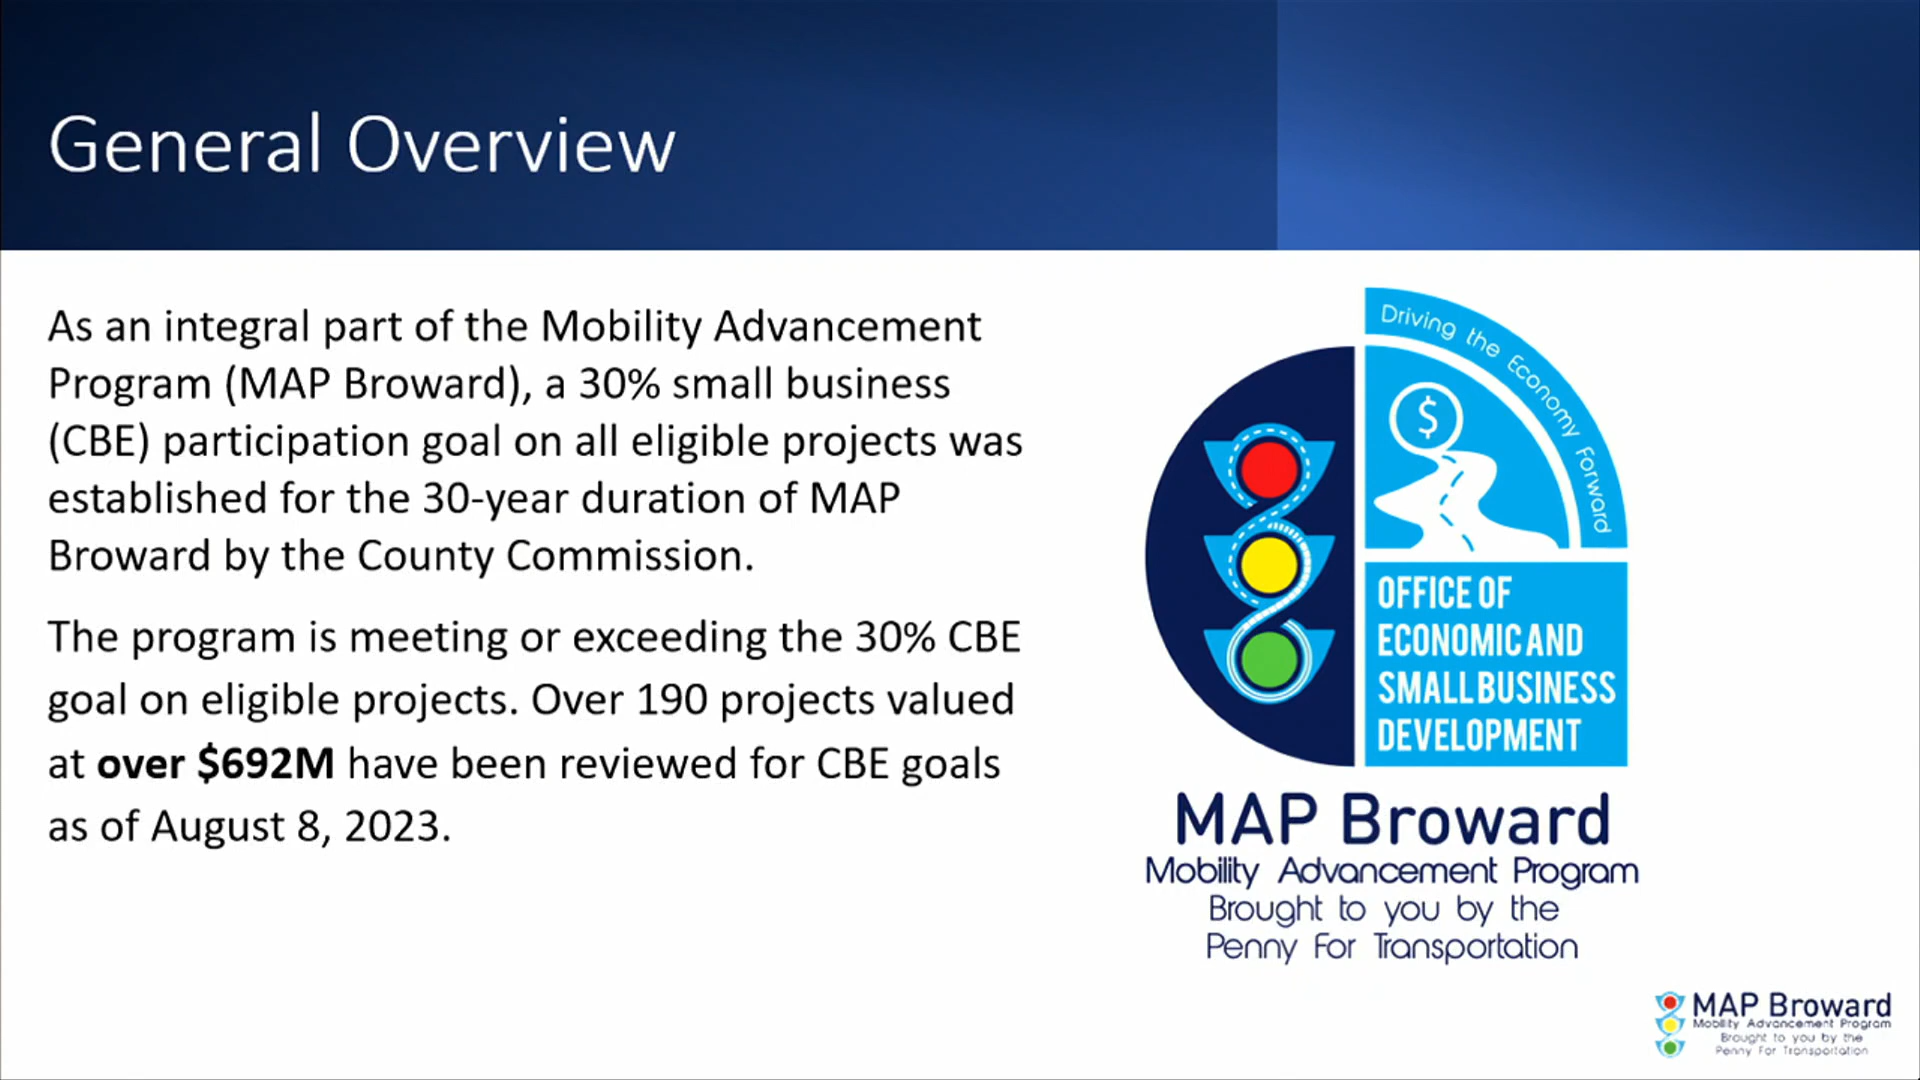 General Overview
As an integral part of the Mobility Advancement
Program (MAP Broward), a 30% small business
(CBE) participation goal on all eligible projects was
established for the 30-year duration of MAP
Broward by the County Commission.
The program is meeting or exceeding the 30% CBE
goal on eligible projects. Over 190 projects valued
at over $692M have been reviewed for CBE goals
as of August 8, 2023.
Driving the Economy Forward
$
OFFICE OF
ECONOMIC AND
SMALL BUSINESS
DEVELOPMENT
MAP Broward
Mobility Advancement Program
Brought to you by the
Penny For Transportation
MAP Broward
Mobility Advancement Program
Brought to you by the
Penny For Transportation